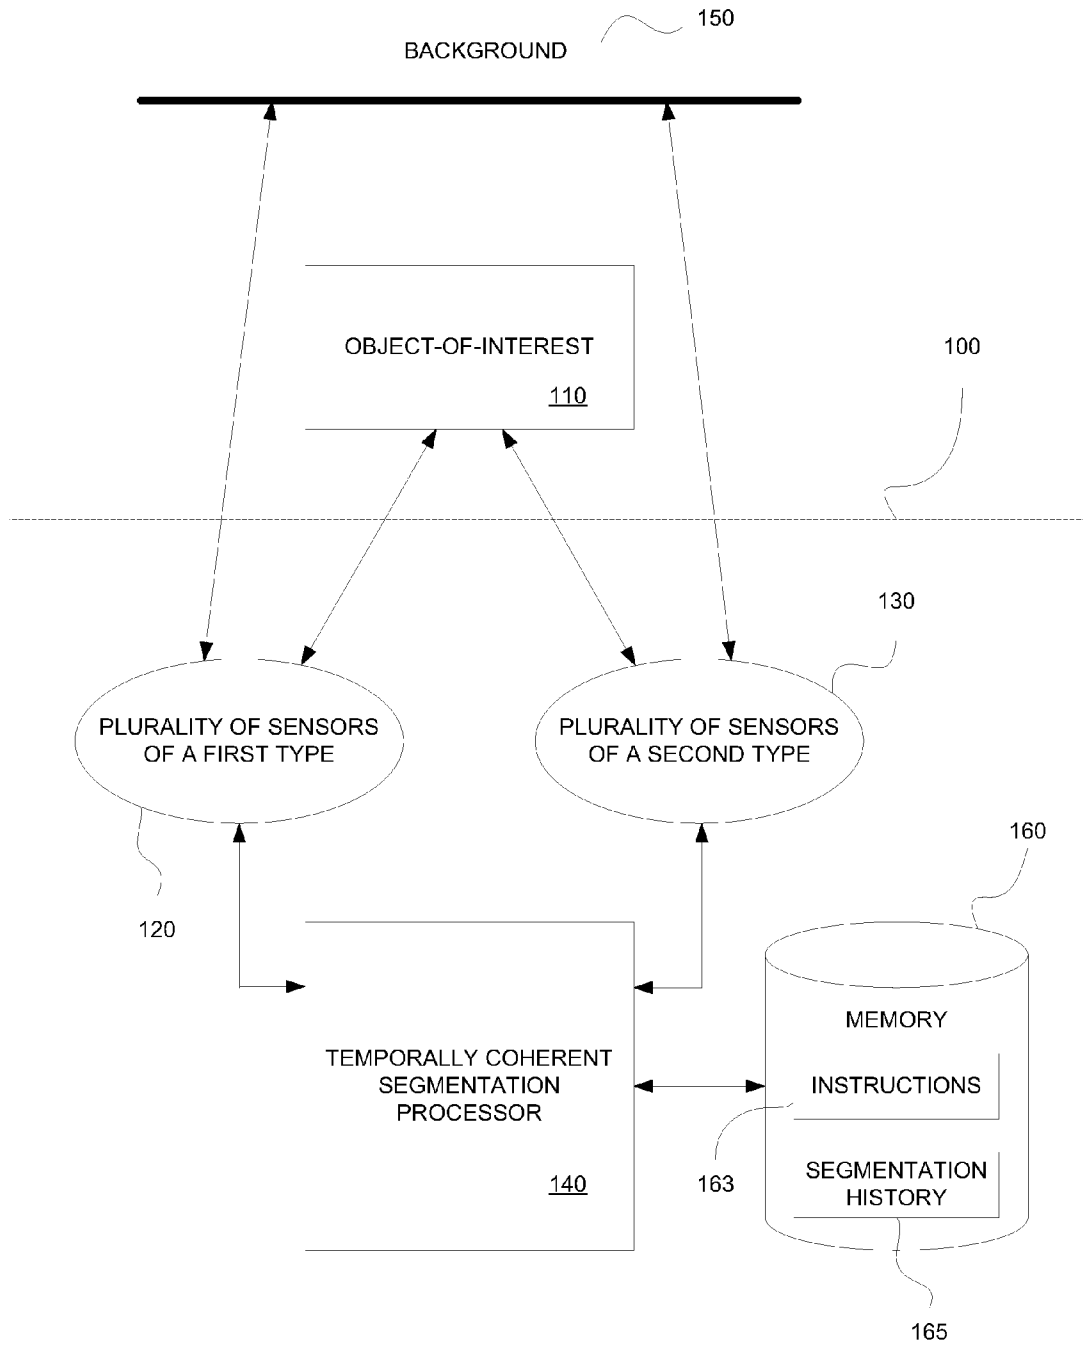 150
BACKGROUND
OBJECT-OF-INTEREST
110
100
130
PLURALITY OF SENSORS
OF A FIRST TYPE
PLURALITY OF SENSORS
OF A SECOND TYPE
120
160
MEMORY
TEMPORALLY COHERENT
SEGMENTATION
PROCESSOR
140
INSTRUCTIONS
163
SEGMENTATION
HISTORY
165